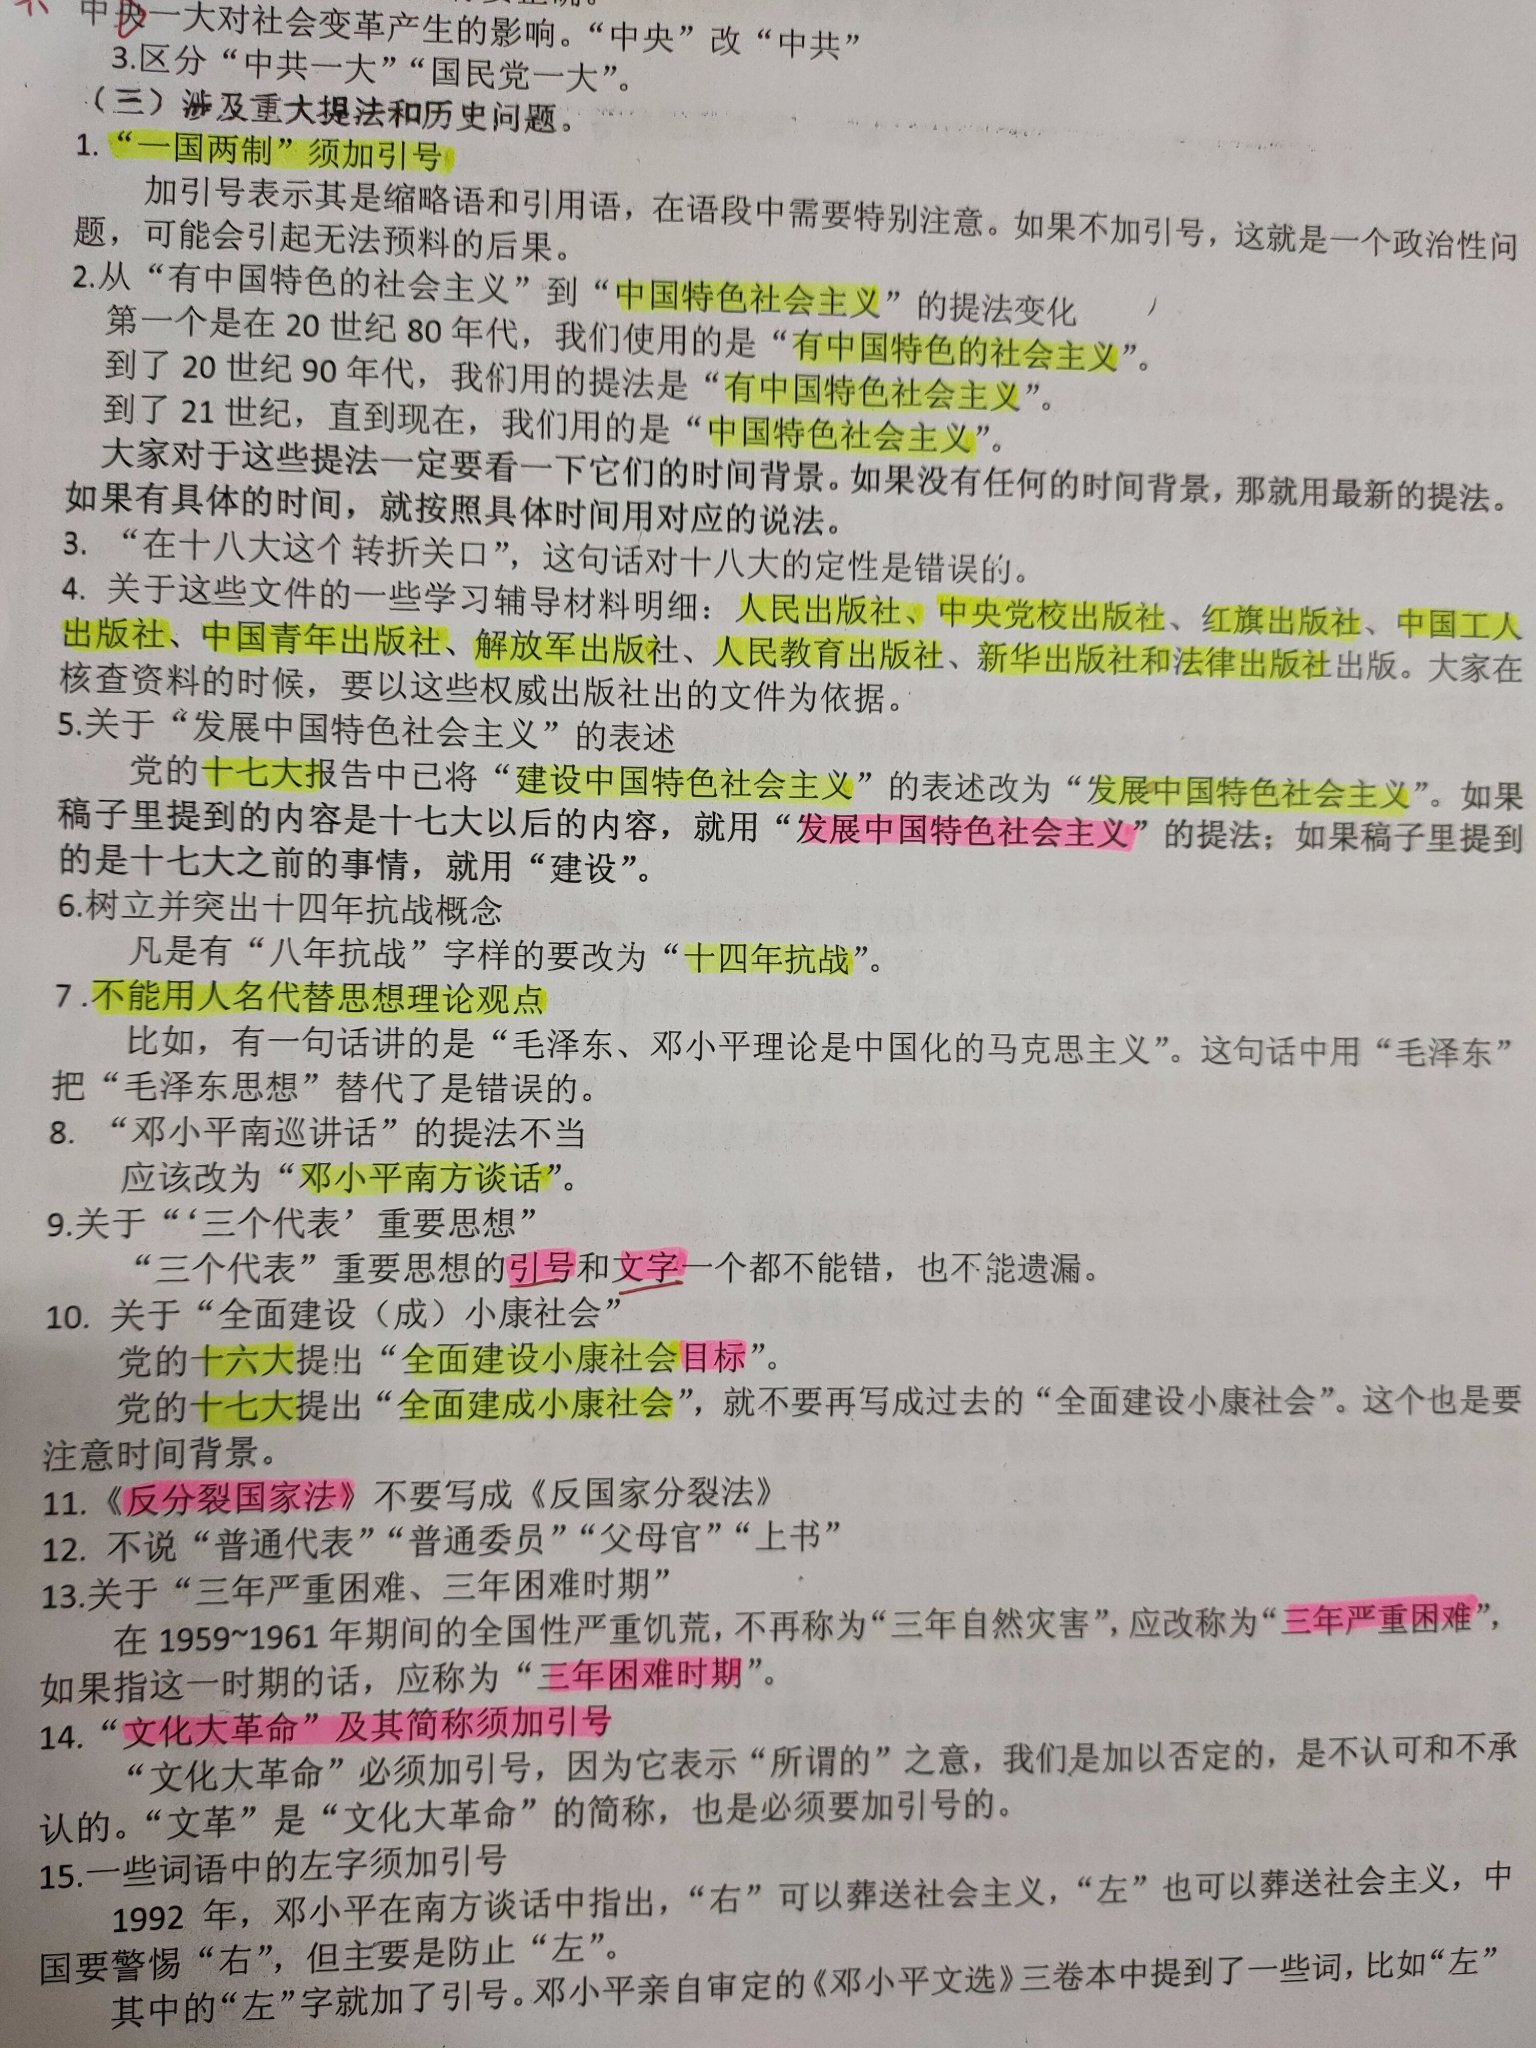 中央一大对社会变革产生的影响。“中央”改“中共”
3.区分“中共一大”“国民党一大”。
（三）涉及重大提法和历史问题。
1. “一国两制”须加引号
加引号表示其是缩略语和引用语，在语段中需要特别注意。如果不加引号，这就是一个政治性问
题，可能会引起无法预料的后果。
2.从“有中国特色的社会主义”到“中国特色社会主义”的提法变化
第一个是在 20 世纪 80 年代，我们使用的是“有中国特色的社会主义”。
到了 20 世纪 90 年代，我们用的提法是“有中国特色社会主义”。
到了 21 世纪，直到现在，我们用的是“中国特色社会主义”。
大家对于这些提法一定要看一下它们的时间背景。如果没有任何的时间背景，那就用最新的提法。
如果有具体的时间，就按照具体时间用对应的说法。
3. “在十八大这个转折关口”，这句话对十八大的定性是错误的。
4. 关于这些文件的一些学习辅导材料明细：人民出版社、中央党校出版社、红旗出版社、中国工人
出版社、中国青年出版社、解放军出版社、人民教育出版社、新华出版社和法律出版社出版。大家在
核查资料的时候，要以这些权威出版社出的文件为依据。
5.关于“发展中国特色社会主义”的表述
党的十七大报告中已将“建设中国特色社会主义”的表述改为“发展中国特色社会主义”。如果
稿子里提到的内容是十七大以后的内容，就用“发展中国特色社会主义”的提法；如果稿子里提到
的是十七大之前的事情，就用“建设”。
6.树立并突出十四年抗战概念
凡是有“八年抗战”字样的要改为“十四年抗战”。
7 .不能用人名代替思想理论观点
比如，有一句话讲的是“毛泽东、邓小平理论是中国化的马克思主义”。这句话中用“毛泽东”
把“毛泽东思想”替代了是错误的。
8. “邓小平南巡讲话”的提法不当
应该改为“邓小平南方谈话”。
9.关于“‘三个代表’重要思想”
“三个代表”重要思想的引号和文字一个都不能错，也不能遗漏。
10. 关于“全面建设（成）小康社会”
党的十六大提出“全面建设小康社会目标”。
党的十七大提出“全面建成小康社会”，就不要再写成过去的“全面建设小康社会”。这个也是要
注意时间背景。
11.《反分裂国家法》不要写成《反国家分裂法》
12. 不说“普通代表”“普通委员”“父母官”“上书”
13.关于“三年严重困难、三年困难时期”
在 1959~1961 年期间的全国性严重饥荒，不再称为“三年自然灾害”，应改称为“三年严重困难”，
如果指这一时期的话，应称为“三年困难时期”。
14.“文化大革命”及其简称须加引号
“文化大革命”必须加引号，因为它表示“所谓的”之意，我们是加以否定的，是不认可和不承
认的。“文革”是“文化大革命”的简称，也是必须要加引号的。
15.一些词语中的左字须加引号
1992 年，邓小平在南方谈话中指出，“右”可以葬送社会主义，“左”也可以葬送社会主义，中
国要警惕“右”，但主要是防止“左”。
其中的“左”字就加了引号。邓小平亲自审定的《邓小平文选》三卷本中提到了一些词，比如“左”